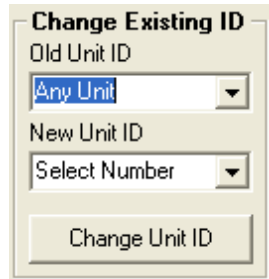 Change Existing ID
Old Unit ID
Any Unit
New Unit ID
Select Number
Change Unit ID